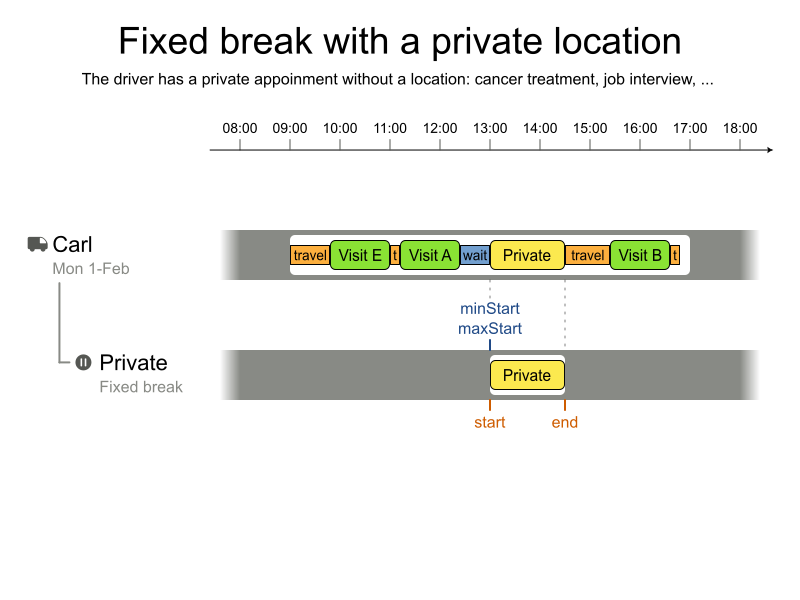 Fixed break with a private location
The driver has a private appoinment without a location: cancer treatment, job interview, ...
08:00 09:00 10:00 11:00 12:00 13:00 14:00 15:00 16:00 17:00 18:00
Carl
Mon 1-Feb
travel Visit E t Visit A wait Private travel Visit B t
minStart
maxStart
Private
Fixed break
Private
start end